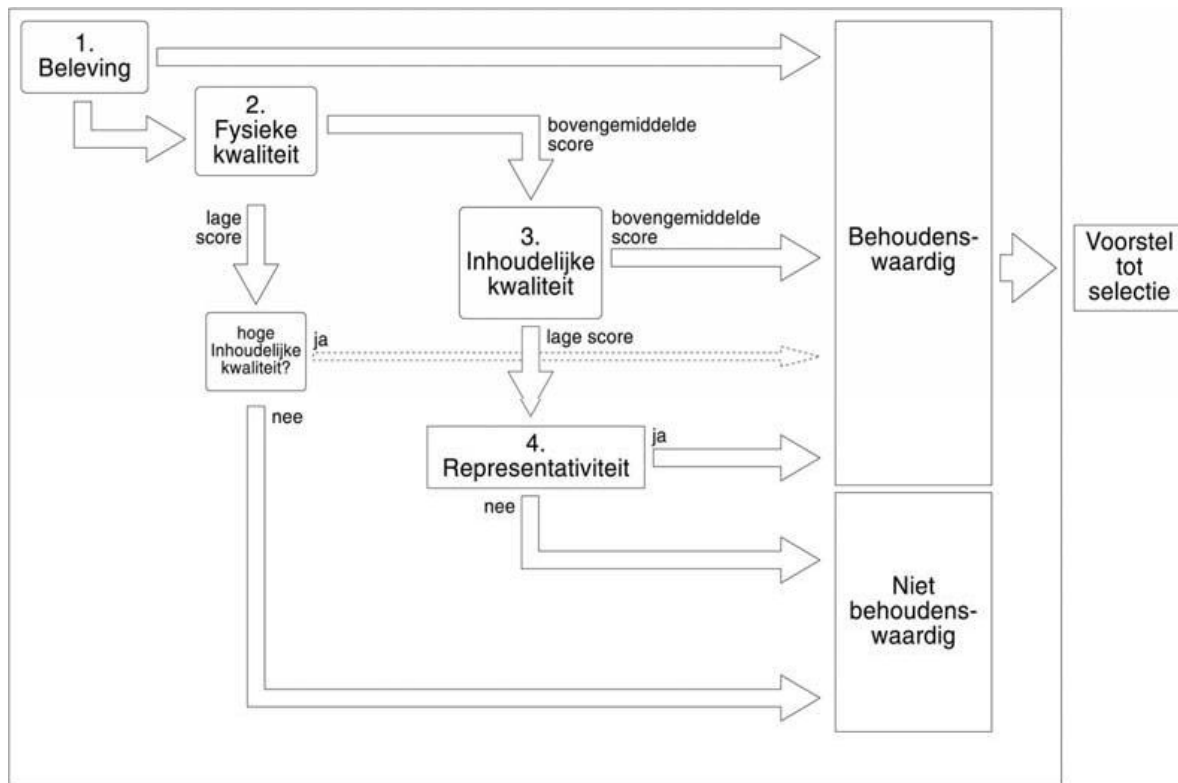 1.
Beleving
2.
Fysieke
kwaliteit
bovengemiddelde
score
lage
score
3.
Inhoudelijke
kwaliteit
bovengemiddelde
score
Behoudens-
waardig
Voorstel
tot
selectie
hoge
Inhoudelijke
kwaliteit?
ja
lage score
nee
4.
Representativiteit
ja
nee
Niet
behoudens-
waardig